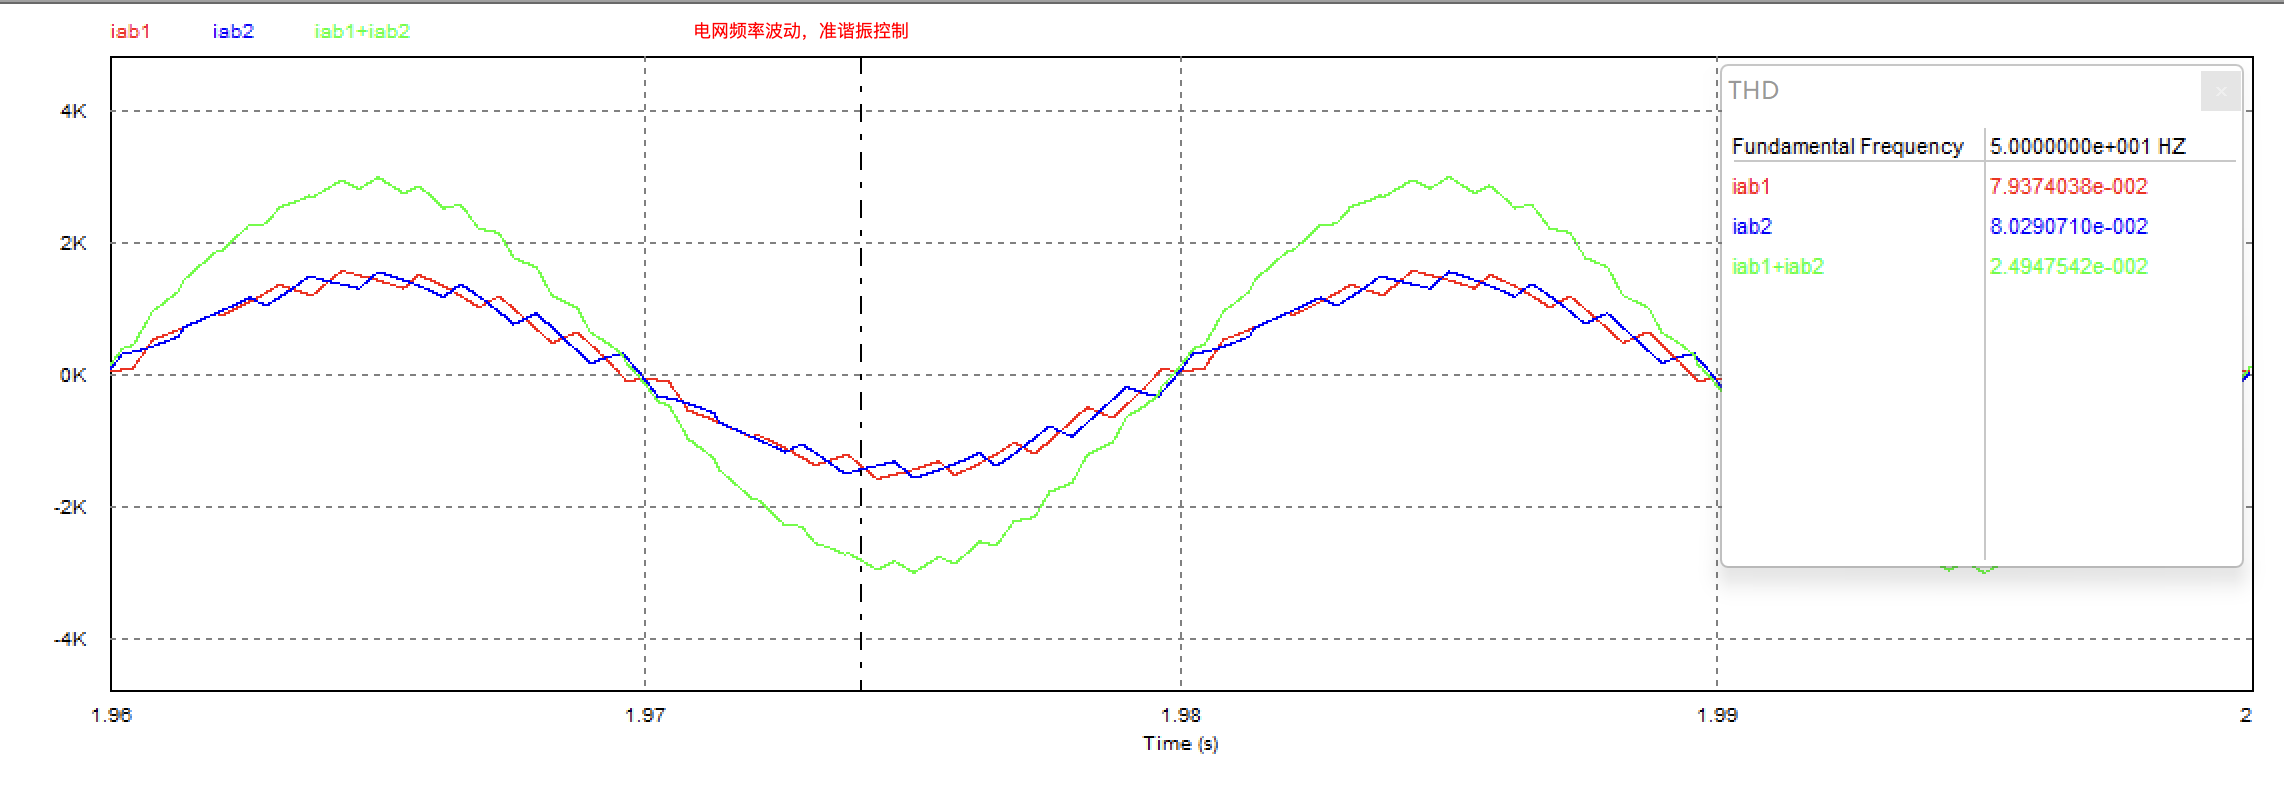 iab1 iab2 iab1+iab2 电网频率波动，准谐振控制
4K
2K
0K
-2K
-4K
1.96 1.97 1.98 1.99 2
Time (s)
THD
×
Fundamental Frequency 5.0000000e+001 HZ
iab1 7.9374038e-002
iab2 8.0290710e-002
iab1+iab2 2.4947542e-002